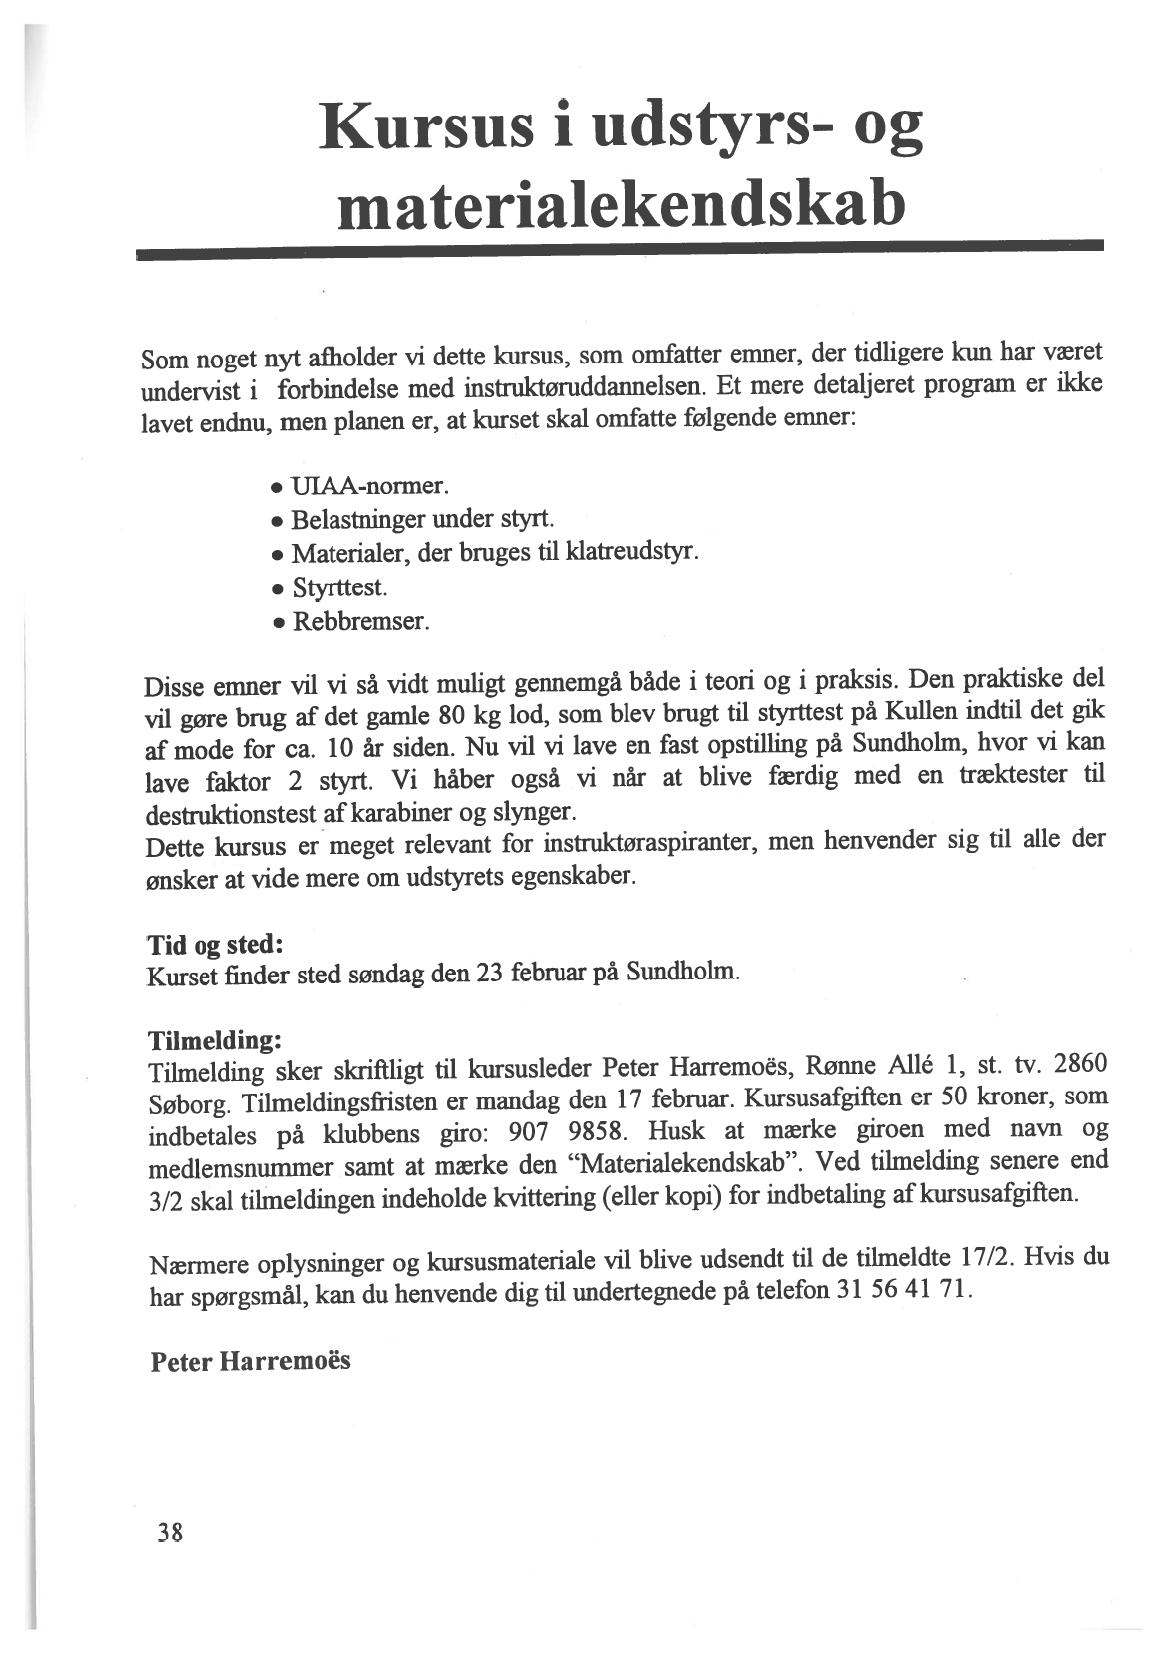 Kursus i udstyrs- og
materialekendskab
Som noget nyt afholder vi dette kursus, som omfatter emner, der tidligere kun har været
undervist i forbindelse med instruktøruddannelsen. Et mere detaljeret program er ikke
lavet endnu, men planen er, at kurset skal omfatte følgende emner:
• UIAA-normer.
• Belastninger under styrt.
• Materialer, der bruges til klatreudstyr.
• Styrttest.
• Rebbremser.
Disse emner vil vi så vidt muligt gennemgå både i teori og i praksis. Den praktiske del
vil gøre brug af det gamle 80 kg lod, som blev brugt til styrttest på Kullen indtil det gik
af mode for ca. 10 år siden. Nu vil vi lave en fast opstilling på Sundholm, hvor vi kan
lave faktor 2 styrt. Vi håber også vi når at blive færdig med en træktester til
destruktionstest af karabiner og slynger.
Dette kursus er meget relevant for instruktøraspiranter, men henvender sig til alle der
ønsker at vide mere om udstyrets egenskaber.
Tid og sted:
Kurset finder sted søndag den 23 februar på Sundholm.
Tilmelding:
Tilmelding sker skriftligt til kursusleder Peter Harremoës, Rønne Allé 1, st. tv. 2860
Søborg. Tilmeldingsfristen er mandag den 17 februar. Kursusafgiften er 50 kroner, som
indbetales på klubbens giro: 907 9858. Husk at mærke giroen med navn og
medlemsnummer samt at mærke den “Materialekendskab”. Ved tilmelding senere end
3/2 skal tilmeldingen indeholde kvittering (eller kopi) for indbetaling af kursusafgiften.
Nærmere oplysninger og kursusmateriale vil blive udsendt til de tilmeldte 17/2. Hvis du
har spørgsmål, kan du henvende dig til undertegnede på telefon 31 56 41 71.
Peter Harremoës
38